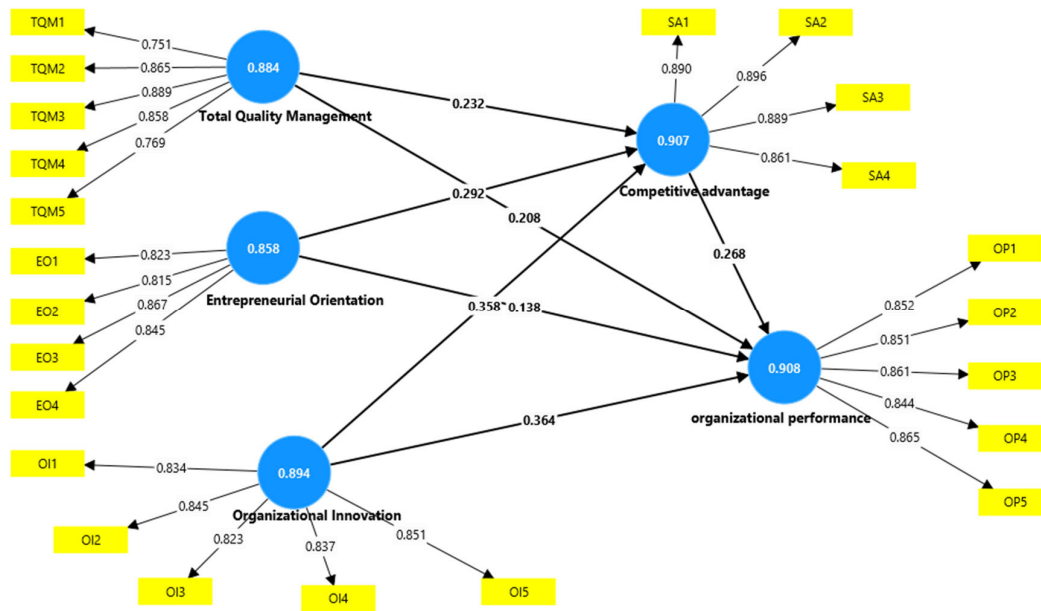 TQM1
TQM2
TQM3
TQM4
TQM5
0.751
0.865
0.889
0.858
0.769
0.884
Total Quality Management
EO1
EO2
EO3
EO4
0.823
0.815
0.867
0.845
0.858
Entrepreneurial Orientation
OI1
OI2
OI3
OI4
OI5
0.834
0.845
0.823
0.837
0.851
0.894
Organizational Innovation
0.232
0.292
0.208
0.358
0.138
0.364
0.268
SA1
SA2
SA3
SA4
0.890
0.896
0.889
0.861
0.907
Competitive advantage
OP1
OP2
OP3
OP4
OP5
0.852
0.851
0.861
0.844
0.865
0.908
organizational performance